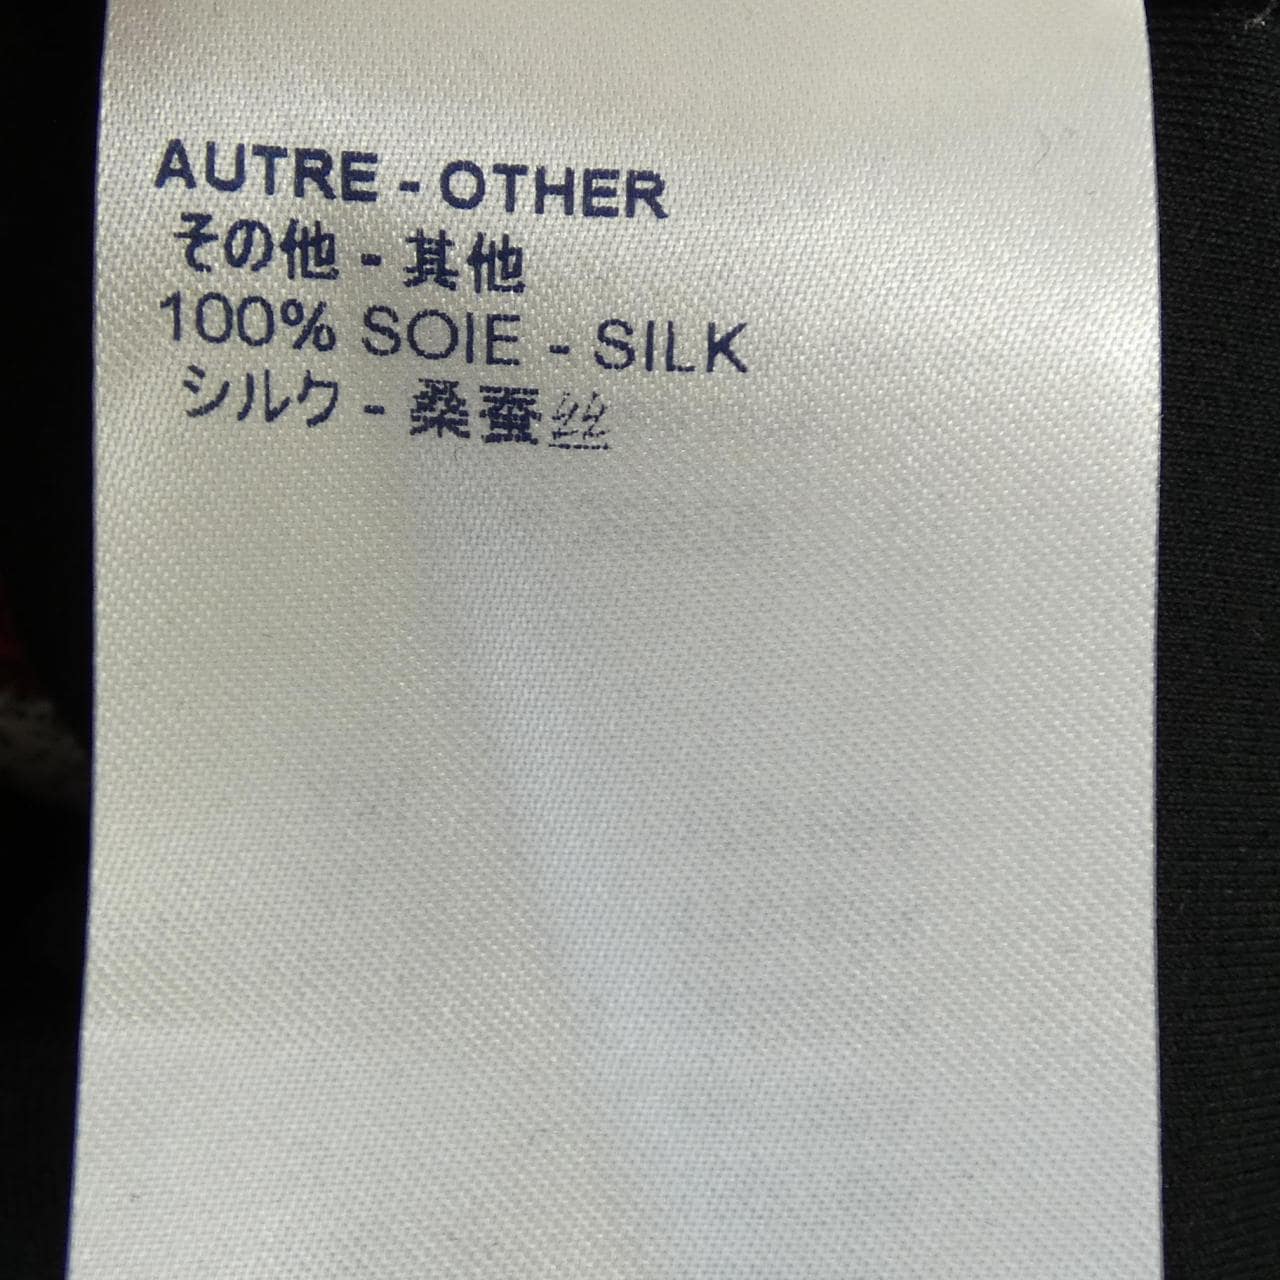 AUTRE - OTHER
その他 - 其他
100% SOIE - SILK
シルク - 桑蚕丝